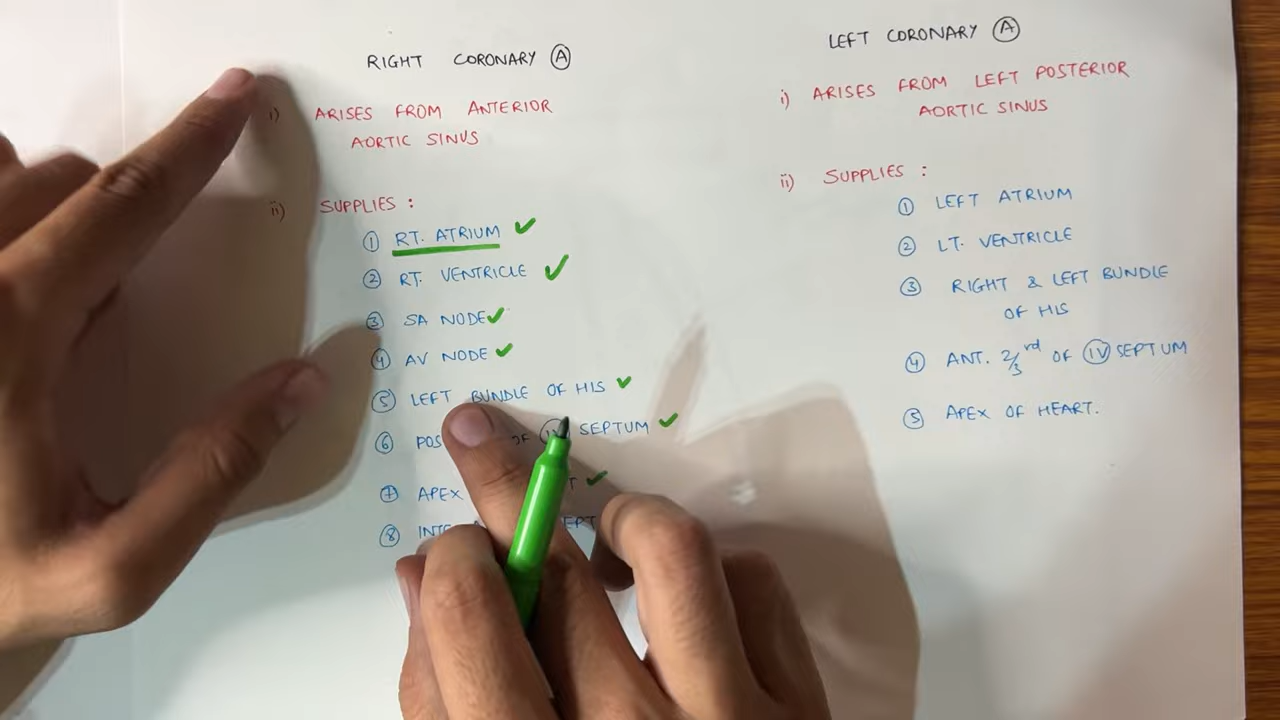 RIGHT CORONARY A
i) ARISES FROM ANTERIOR
AORTIC SINUS
ii) SUPPLIES :
1 RT. ATRIUM
2 RT. VENTRICLE
3 SA NODE
4 AV NODE
5 LEFT BUNDLE OF HIS
6 OF SEPTUM
7 APEX
8
LEFT CORONARY A
i) ARISES FROM LEFT POSTERIOR
AORTIC SINUS
ii) SUPPLIES :
1 LEFT ATRIUM
2 LT. VENTRICLE
3 RIGHT & LEFT BUNDLE
OF HIS
4 ANT. 2/3rd OF IV SEPTUM
5 APEX OF HEART.